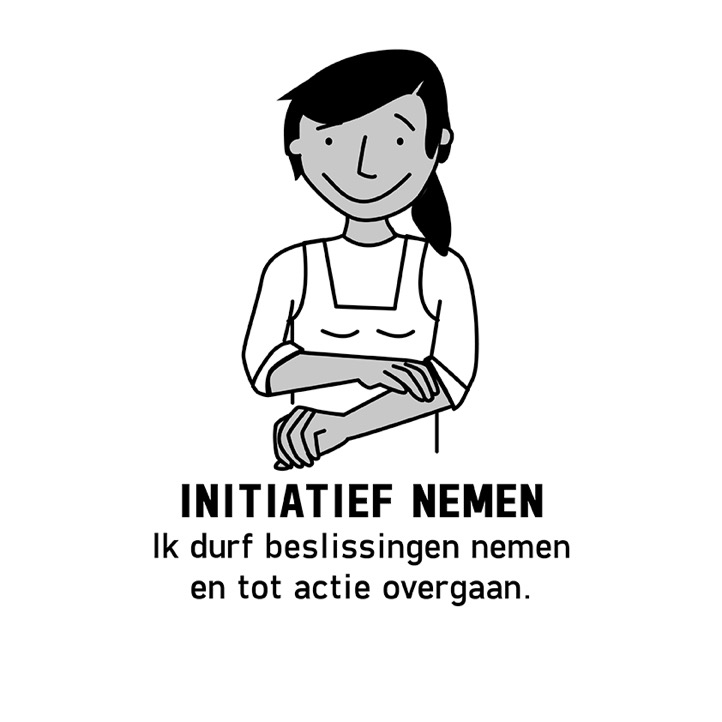 INITIATIEF NEMEN
Ik durf beslissingen nemen
en tot actie overgaan.